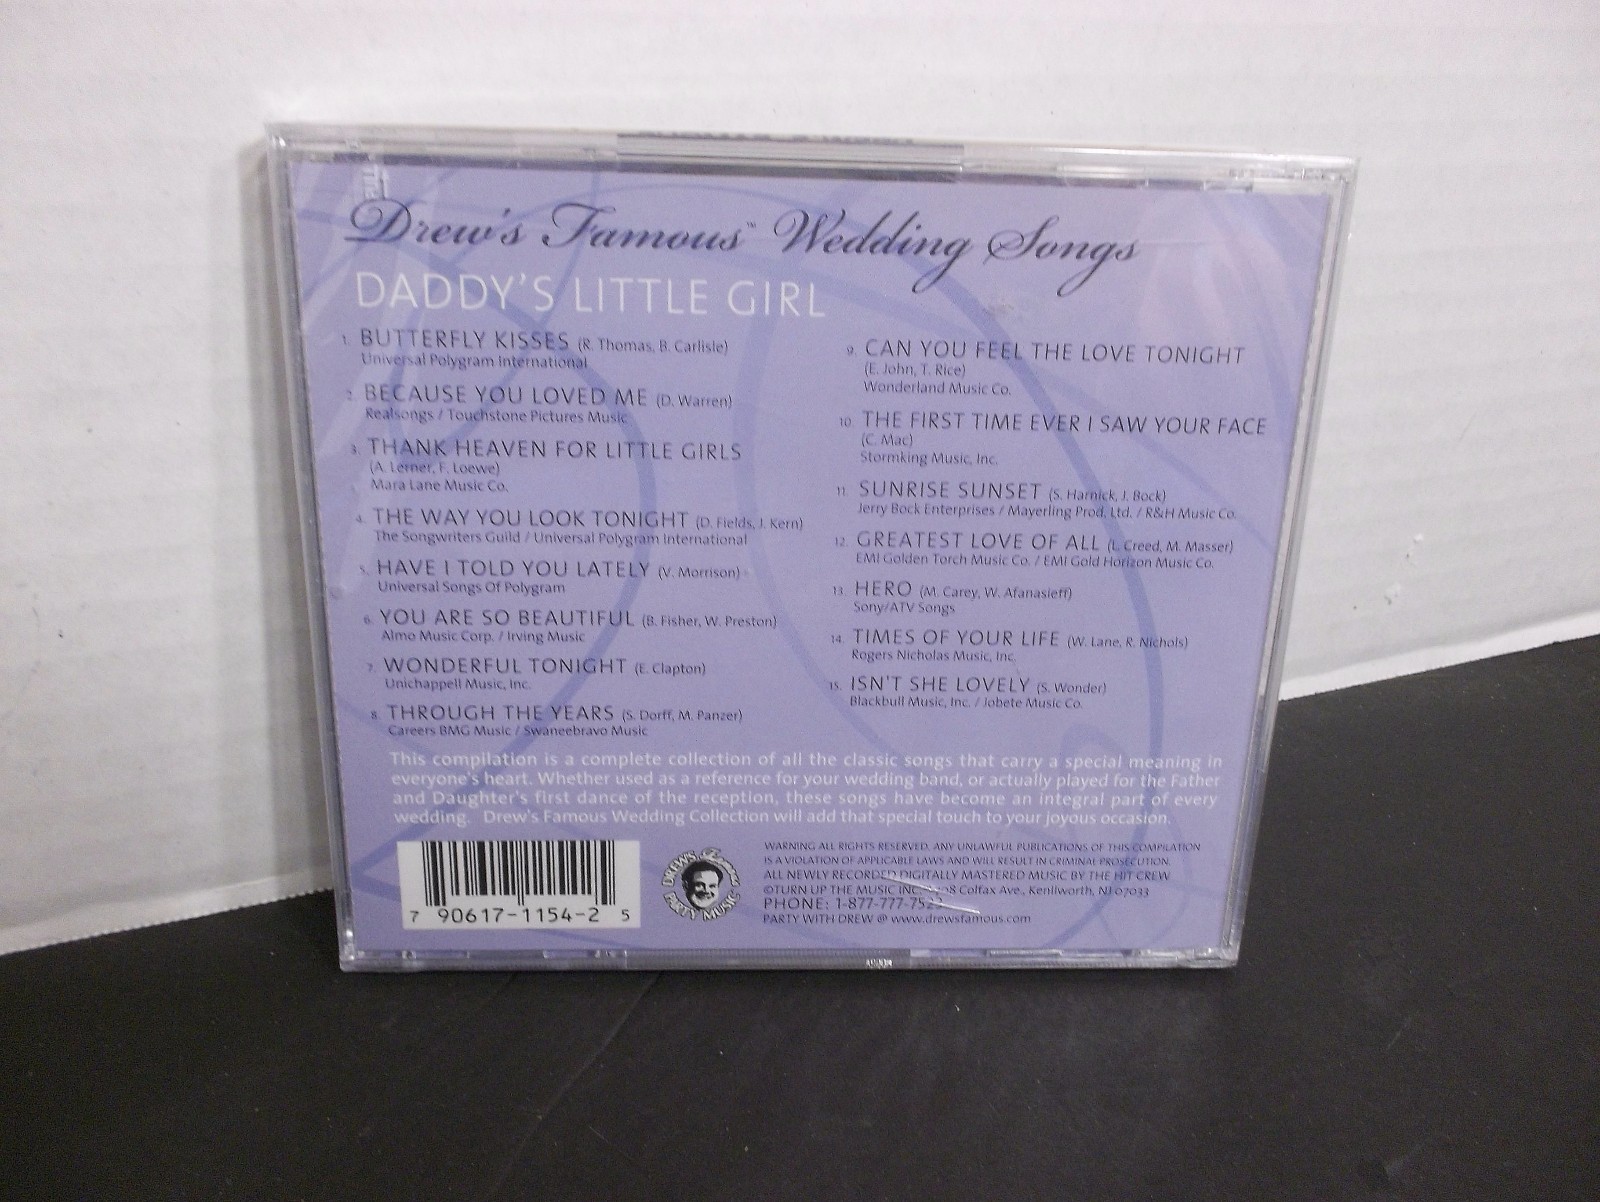 PULL
Drew's Famous™ Wedding Songs
DADDY'S LITTLE GIRL
1. BUTTERFLY KISSES (R. Thomas, B. Carlisle)
Universal Polygram International
2. BECAUSE YOU LOVED ME (D. Warren)
Realsongs / Touchstone Pictures Music
3. THANK HEAVEN FOR LITTLE GIRLS
(A. Lerner, F. Loewe)
Mara Lane Music Co.
4. THE WAY YOU LOOK TONIGHT (D. Fields, J. Kern)
The Songwriters Guild / Universal Polygram International
5. HAVE I TOLD YOU LATELY (V. Morrison)
Universal Songs Of Polygram
6. YOU ARE SO BEAUTIFUL (B. Fisher, W. Preston)
Almo Music Corp. / Irving Music
7. WONDERFUL TONIGHT (E. Clapton)
Unichappell Music, Inc.
8. THROUGH THE YEARS (S. Dorff, M. Panzer)
Careers BMG Music / Swaneebravo Music
9. CAN YOU FEEL THE LOVE TONIGHT
(E. John, T. Rice)
Wonderland Music Co.
10. THE FIRST TIME EVER I SAW YOUR FACE
(C. Mac)
Stormking Music, Inc.
11. SUNRISE SUNSET (S. Harnick, J. Bock)
Jerry Bock Enterprises / Mayerling Prod, Ltd. / R&H Music Co.
12. GREATEST LOVE OF ALL (L. Creed, M. Masser)
EMI Golden Torch Music Co. / EMI Gold Horizon Music Co.
13. HERO (M. Carey, W. Afanasieff)
Sony/ATV Songs
14. TIMES OF YOUR LIFE (W. Lane, R. Nichols)
Rogers Nicholas Music, Inc.
15. ISN'T SHE LOVELY (S. Wonder)
Blackbull Music, Inc. / Jobete Music Co.
This compilation is a complete collection of all the classic songs that carry a special meaning in
everyone's heart. Whether used as a reference for your wedding band, or actually played for the Father
and Daughter's first dance of the reception, these songs have become an integral part of every
wedding. Drew's Famous Wedding Collection will add that special touch to your joyous occasion.
7 90617-1154-2 5
DREW'S Famous
PARTY MUSIC
WARNING ALL RIGHTS RESERVED. ANY UNLAWFUL PUBLICATIONS OF THIS COMPILATION
IS A VIOLATION OF APPLICABLE LAWS AND WILL RESULT IN CRIMINAL PROSECUTION.
ALL NEWLY RECORDED DIGITALLY MASTERED MUSIC BY THE HIT CREW
©TURN UP THE MUSIC INC. Colfax Ave., Kenilworth, NJ 07033
PHONE: 1-877-777-
PARTY WITH DREW @ www.drewsfamous.com